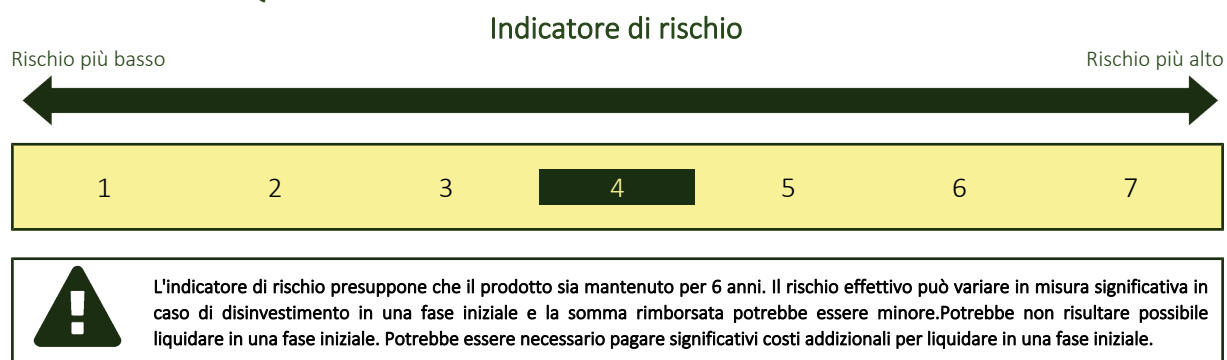 Indicatore di rischio
Rischio più basso
Rischio più alto
1 2 3 4 5 6 7
L'indicatore di rischio presuppone che il prodotto sia mantenuto per 6 anni. Il rischio effettivo può variare in misura significativa in
caso di disinvestimento in una fase iniziale e la somma rimborsata potrebbe essere minore.Potrebbe non risultare possibile
liquidare in una fase iniziale. Potrebbe essere necessario pagare significativi costi addizionali per liquidare in una fase iniziale.